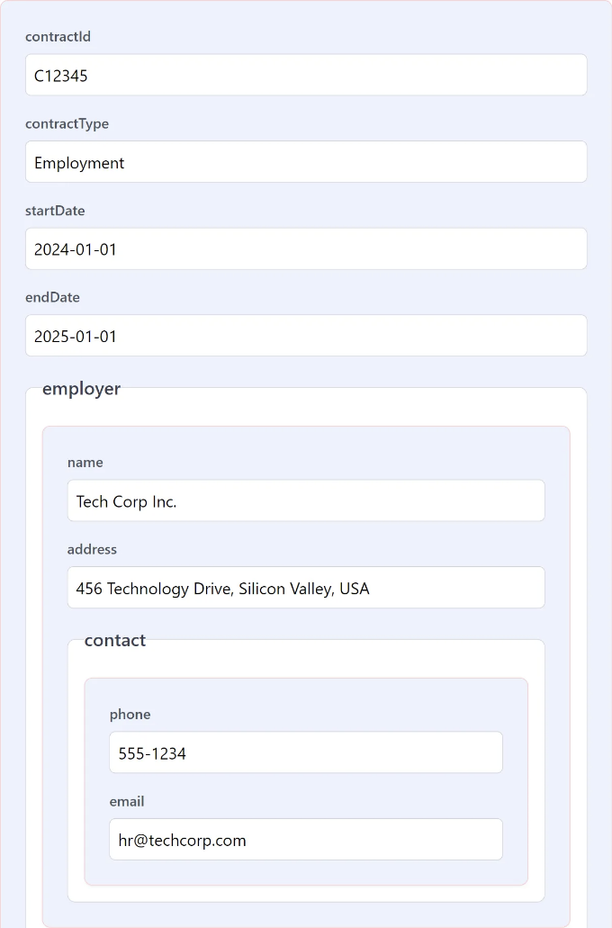 contractId
C12345
contractType
Employment
startDate
2024-01-01
endDate
2025-01-01
employer
name
Tech Corp Inc.
address
456 Technology Drive, Silicon Valley, USA
contact
phone
555-1234
email
hr@techcorp.com